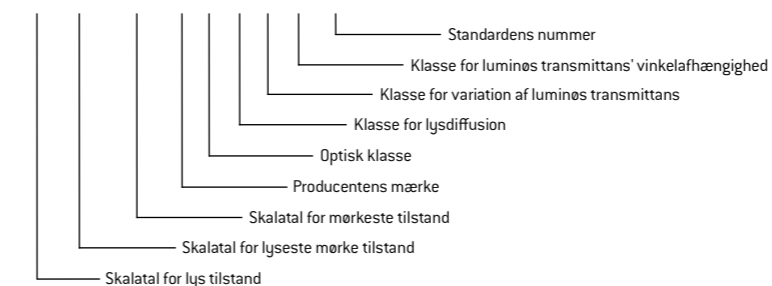 Standardens nummer
Klasse for luminøs transmittans' vinkelafhængighed
Klasse for variation af luminøs transmittans
Klasse for lysdiffusion
Optisk klasse
Producentens mærke
Skalatal for mørkeste tilstand
Skalatal for lyseste mørke tilstand
Skalatal for lys tilstand